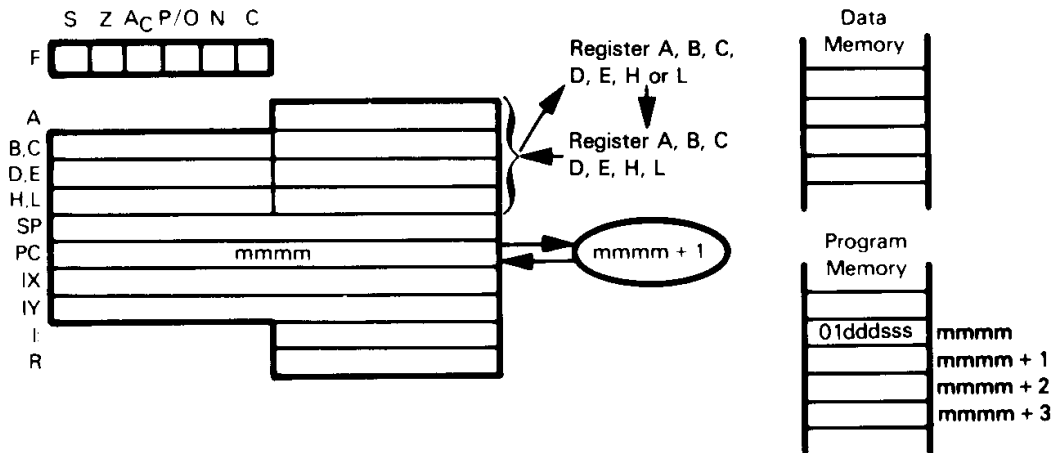 S Z AC P/O N C
F
A
B,C
D,E
H,L
SP
PC
IX
IY
I
R
mmmm
Register A, B, C,
D, E, H or L
Register A, B, C
D, E, H, L
mmmm + 1
Data
Memory
Program
Memory
01dddsss mmmm
mmmm + 1
mmmm + 2
mmmm + 3